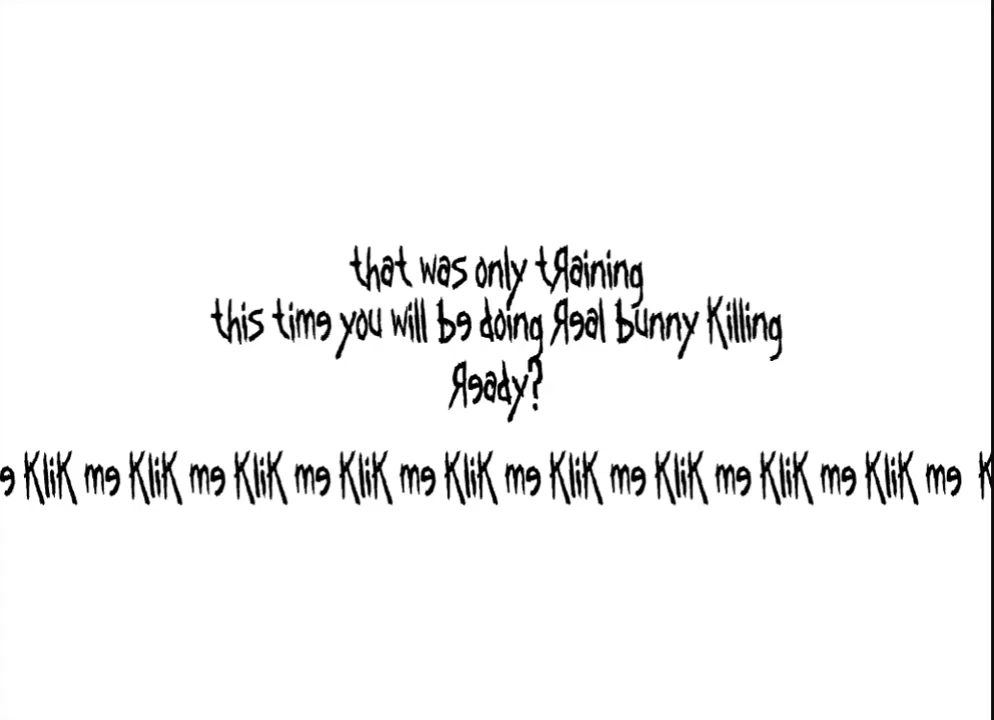 that was only tRaining
this time you will be doing Real bunny Killing
Ready?
e KliK me KliK me KliK me KliK me KliK me KliK me KliK me KliK me KliK me K